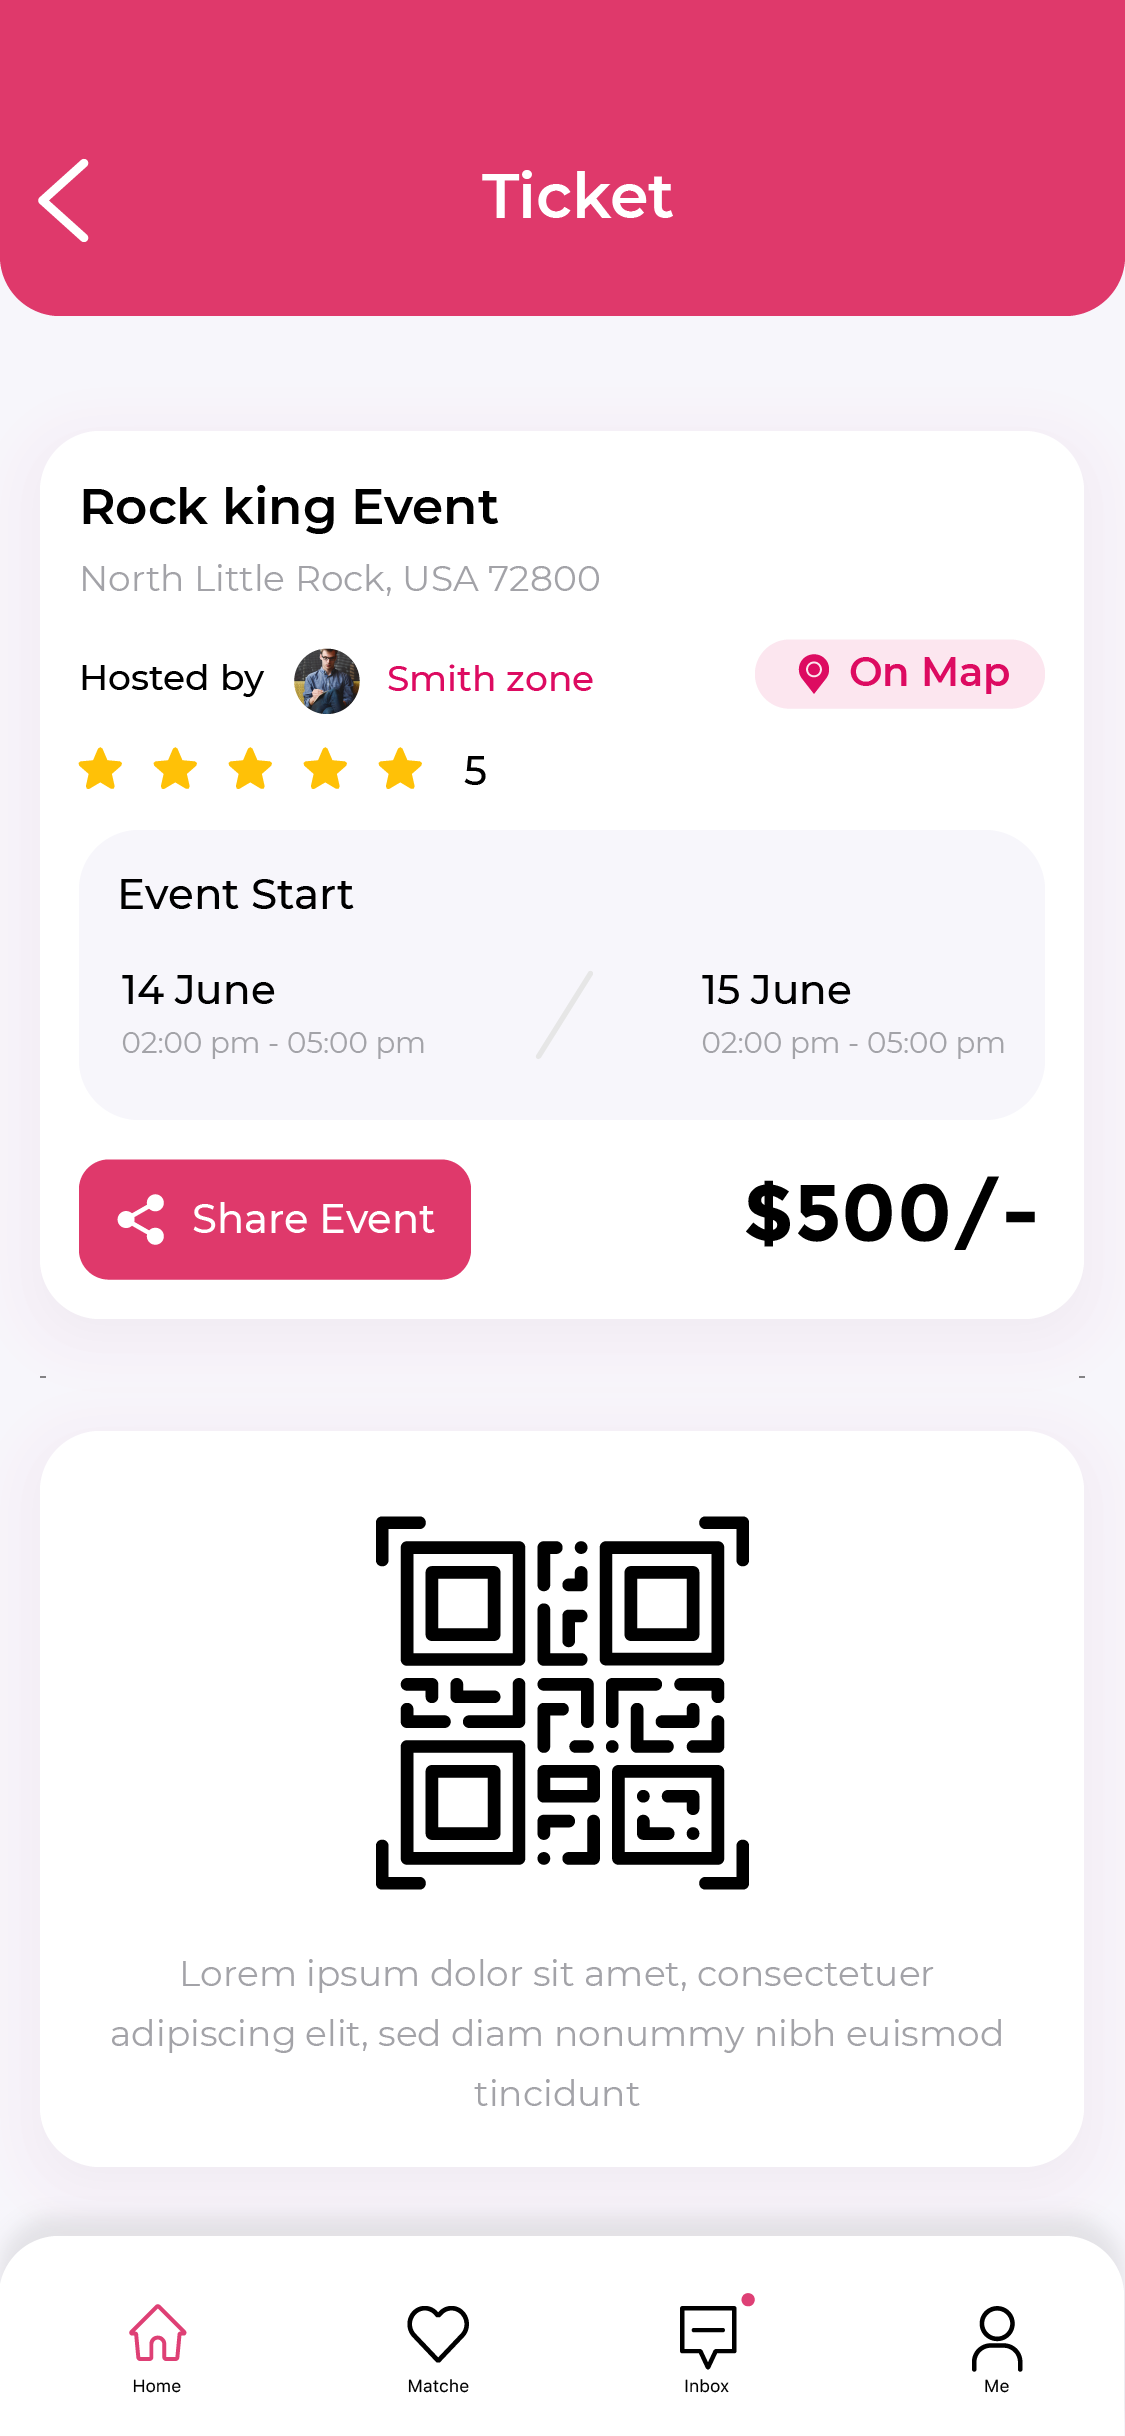 Ticket
Rock king Event
North Little Rock, USA 72800
Hosted by Smith zone
On Map
5
Event Start
14 June
15 June
02:00 pm - 05:00 pm
02:00 pm - 05:00 pm
Share Event
$500/-
Lorem ipsum dolor sit amet, consectetuer
adipiscing elit, sed diam nonummy nibh euismod
tincidunt
Home
Matche
Inbox
Me